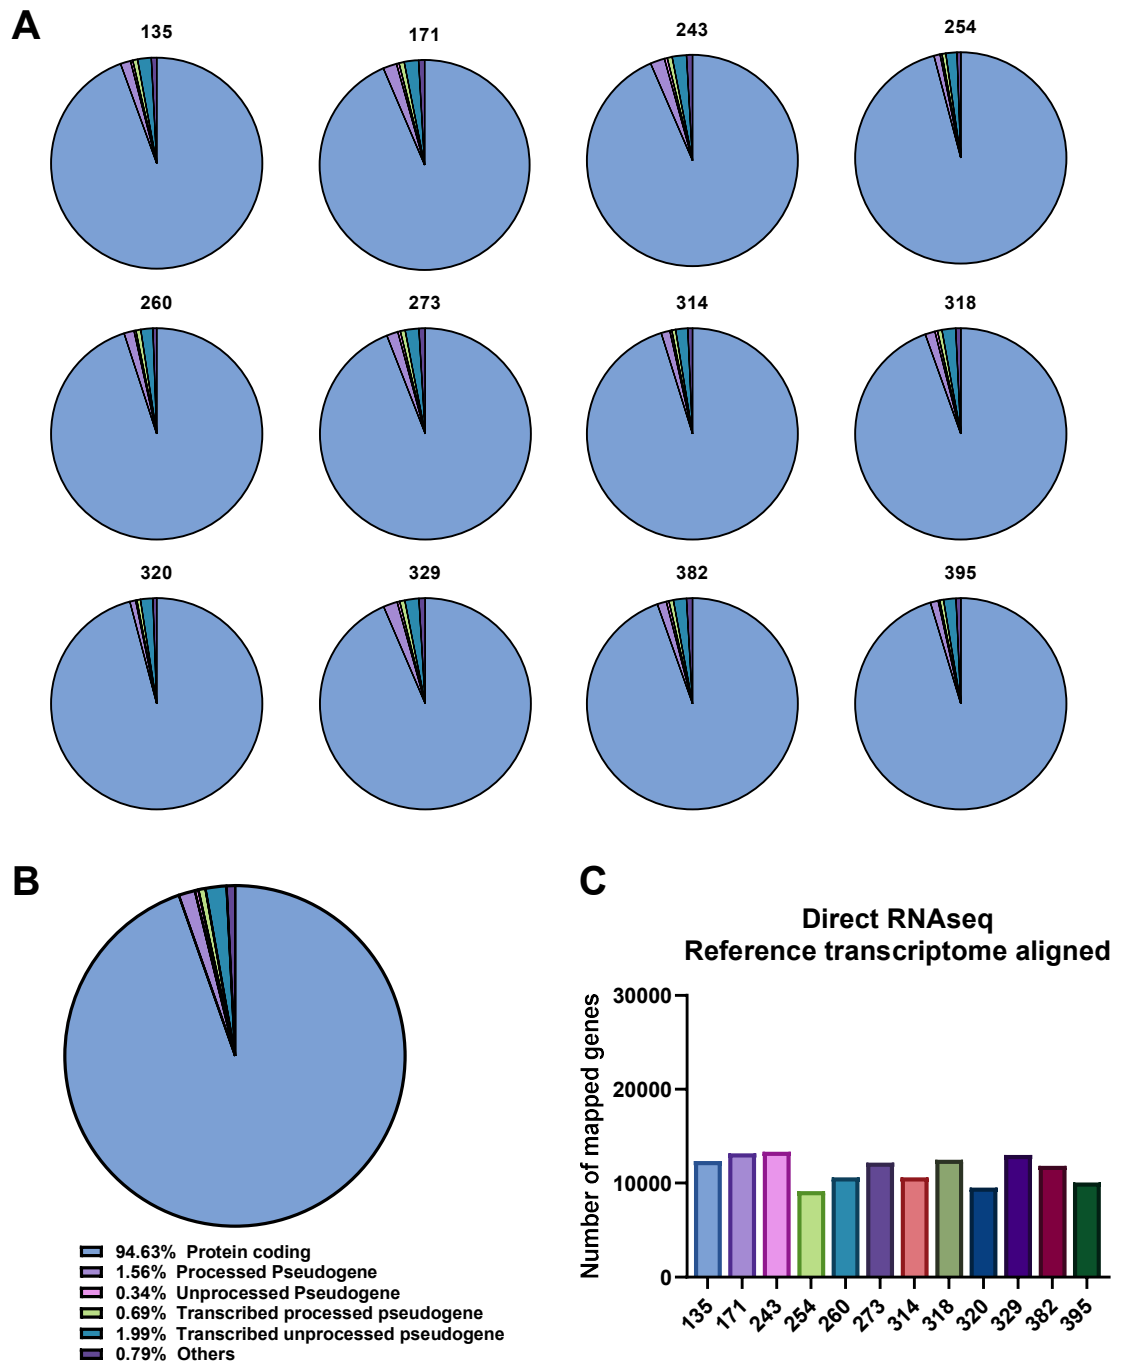 A
135
171
243
254
260
273
314
318
320
329
382
395
B
94.63% Protein coding
1.56% Processed Pseudogene
0.34% Unprocessed Pseudogene
0.69% Transcribed processed pseudogene
1.99% Transcribed unprocessed pseudogene
0.79% Others
C
Direct RNAseq
Reference transcriptome aligned
Number of mapped genes
30000
20000
10000
0
135
171
243
254
260
273
314
318
320
329
382
395